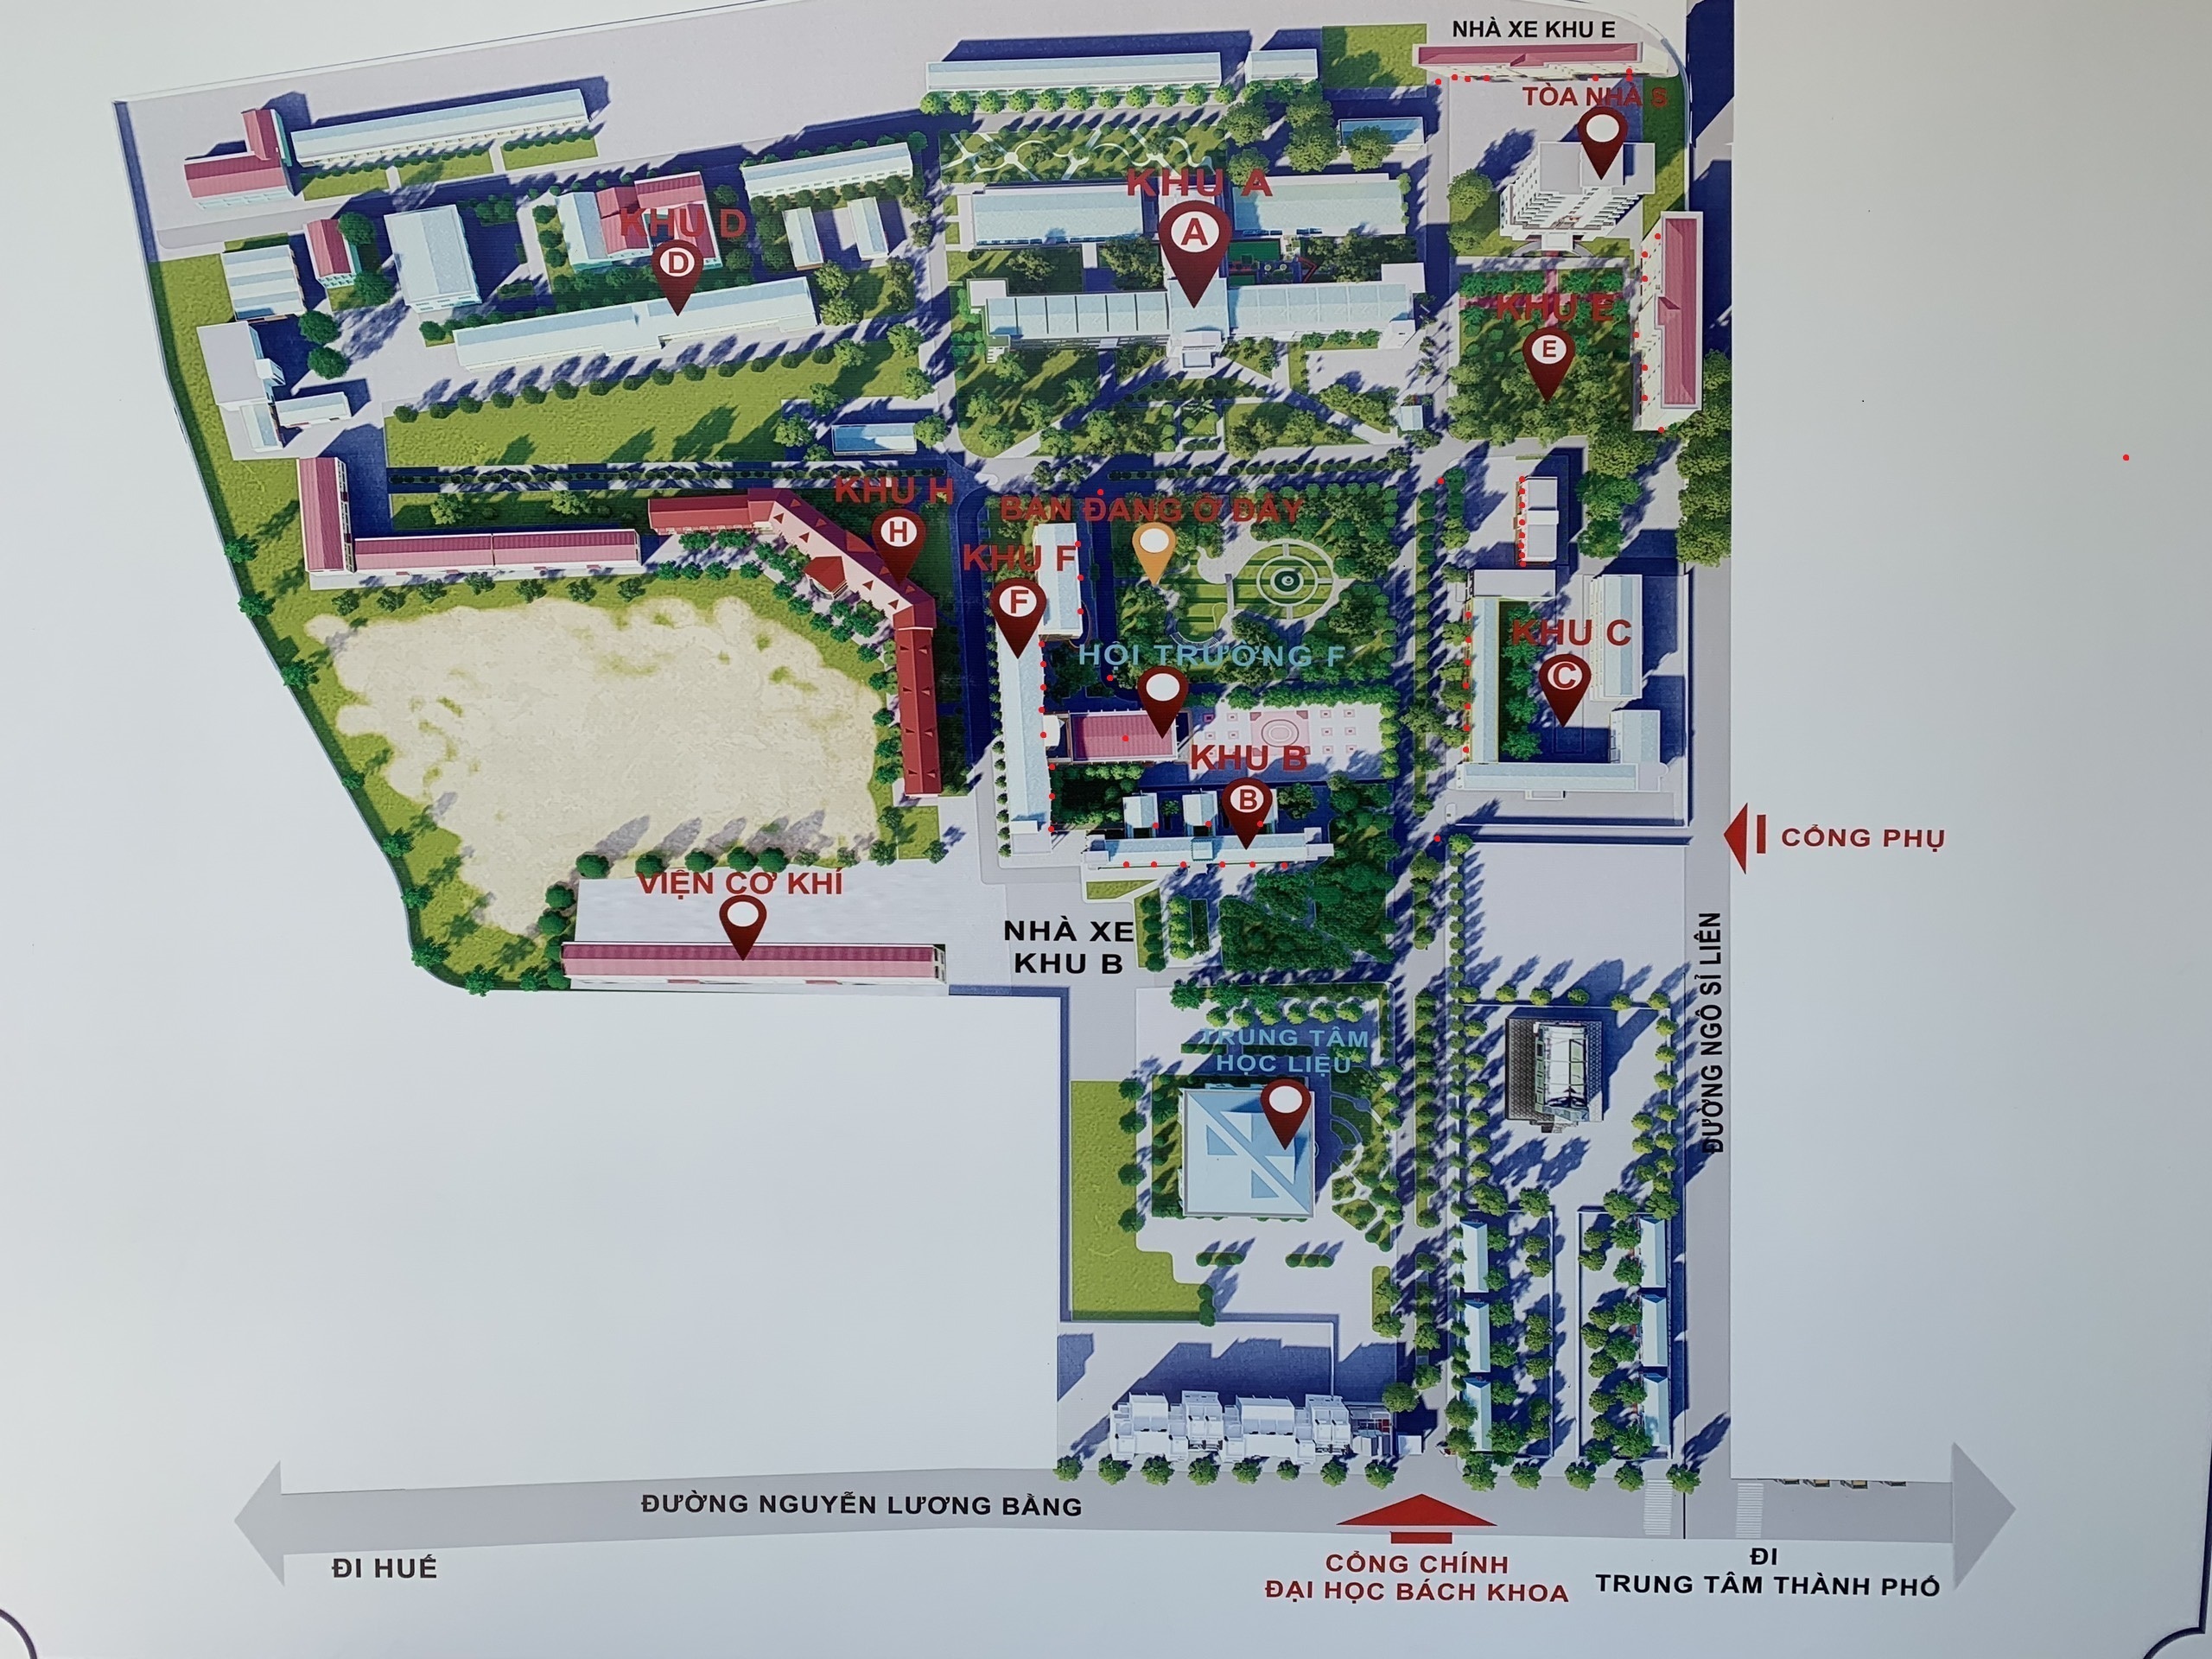 NHÀ XE KHU E
TÒA NHÀ S
KHU A
A
KHU D
D
KHU E
E
KHU H
H
BẠN ĐANG Ở ĐÂY
KHU F
F
HỘI TRƯỜNG F
KHU C
C
KHU B
B
CỔNG PHỤ
VIỆN CƠ KHÍ
NHÀ XE
KHU B
ĐƯỜNG NGÔ SỈ LIÊN
TRUNG TÂM
HỌC LIỆU
ĐƯỜNG NGUYỄN LƯƠNG BẰNG
ĐI HUẾ
CỔNG CHÍNH
ĐẠI HỌC BÁCH KHOA
ĐI
TRUNG TÂM THÀNH PHỐ